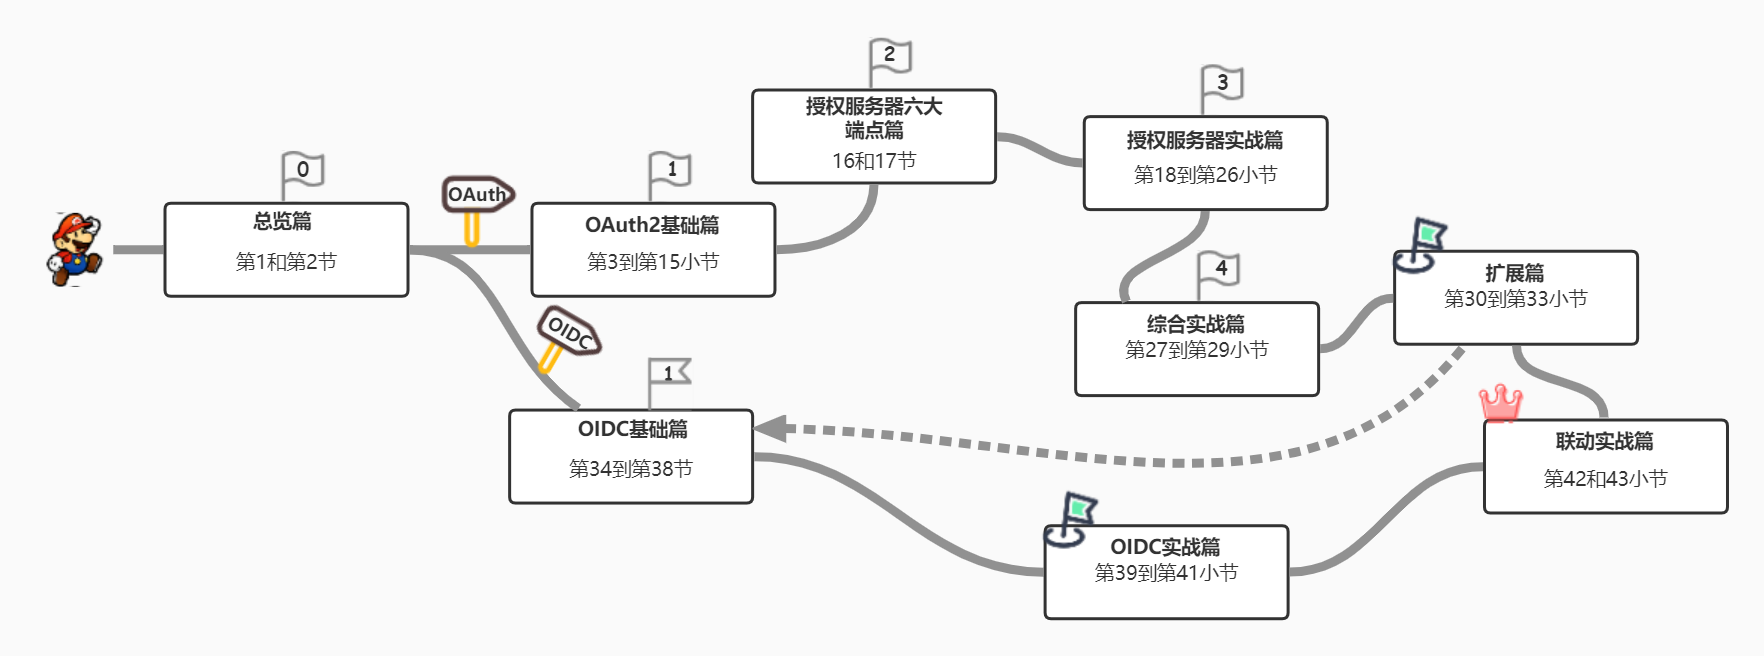 0
总览篇
第1和第2节
OAuth
1
OAuth2基础篇
第3到第15小节
2
授权服务器六大
端点篇
16和17节
3
授权服务器实战篇
第18到第26小节
4
综合实战篇
第27到第29小节
扩展篇
第30到第33小节
OIDC
1
OIDC基础篇
第34到第38节
OIDC实战篇
第39到第41小节
联动实战篇
第42和43小节